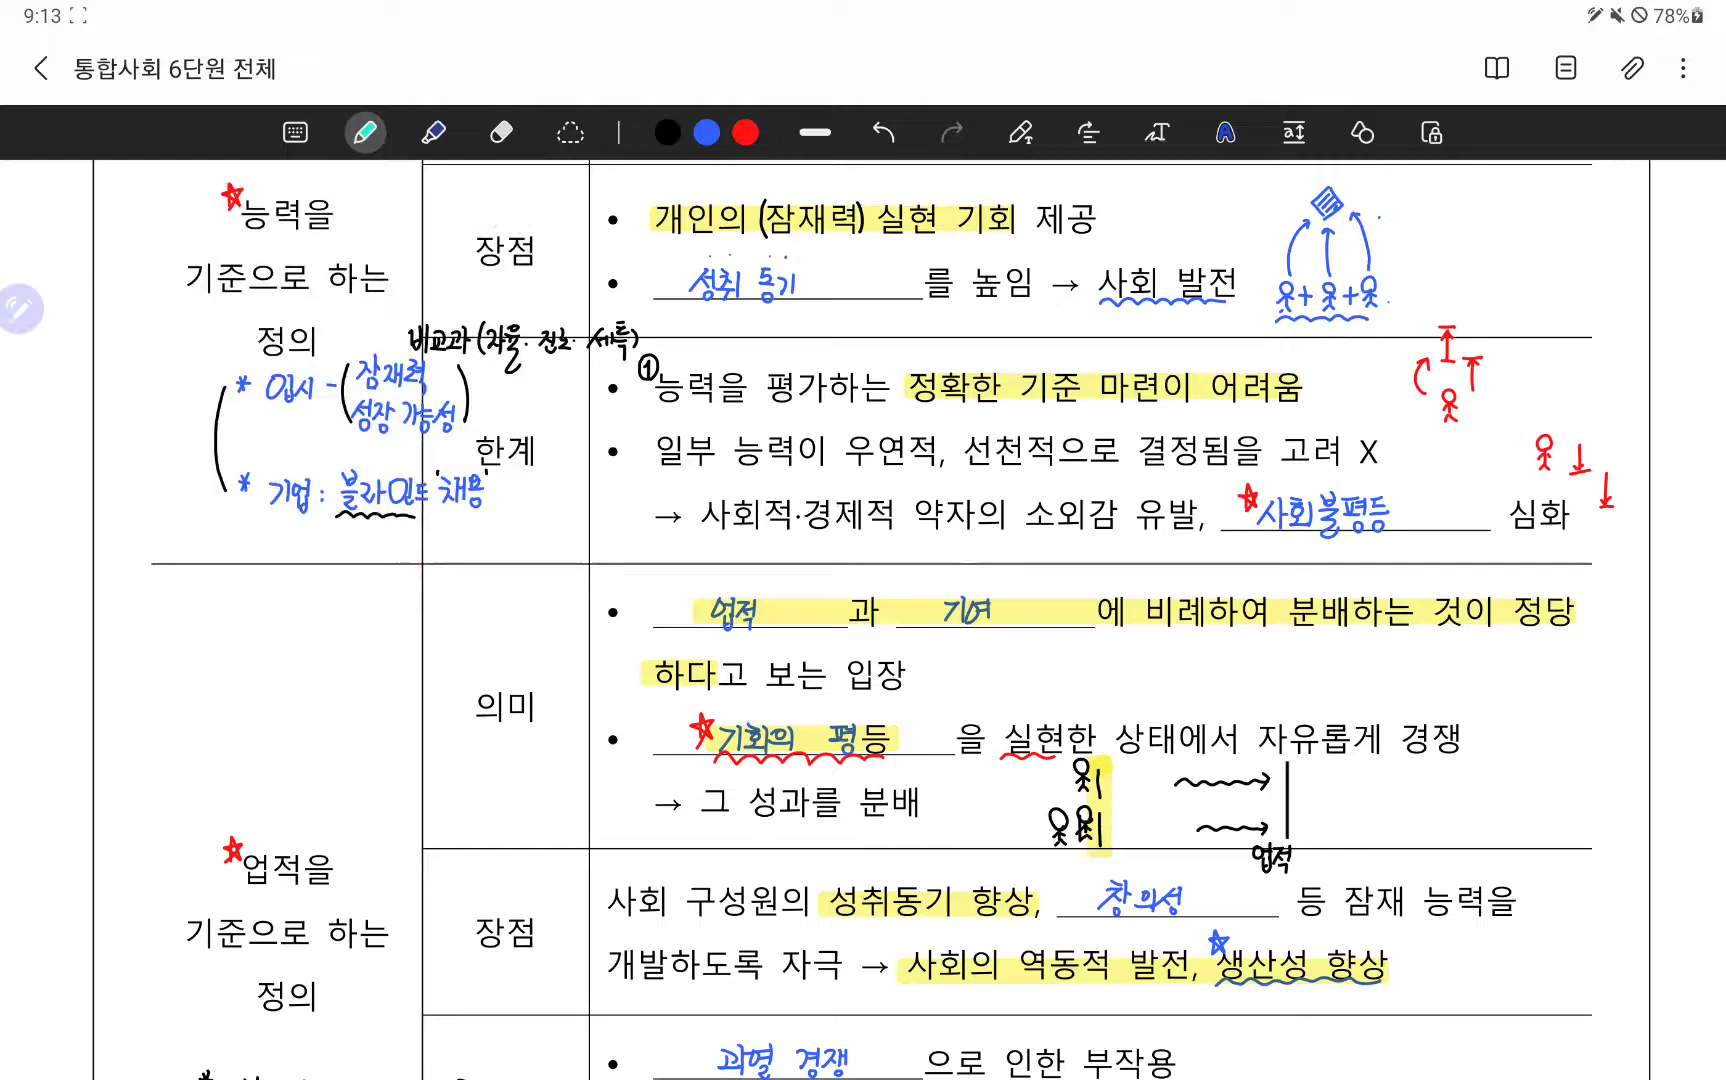 9:13
78%
통합사회 6단원 전체
능력을
기준으로 하는
정의
* 입시 - (잠재력
성장 가능성)
* 기업 : 블라인드 '채용'
비교과 (자율·진로·세특)
장점
• 개인의 (잠재력) 실현 기회 제공
• 성취 동기를 높임 → 사회 발전
한계
①
• 능력을 평가하는 정확한 기준 마련이 어려움
• 일부 능력이 우연적, 선천적으로 결정됨을 고려 X
→ 사회적·경제적 약자의 소외감 유발, 사회불평등 심화
업적을
기준으로 하는
정의
의미
• 업적과 기여에 비례하여 분배하는 것이 정당
하다고 보는 입장
• 기회의 평등을 실현한 상태에서 자유롭게 경쟁
→ 그 성과를 분배
업적
장점
사회 구성원의 성취동기 향상, 창의성 등 잠재 능력을
개발하도록 자극 → 사회의 역동적 발전, 생산성 향상
• 과열 경쟁으로 인한 부작용